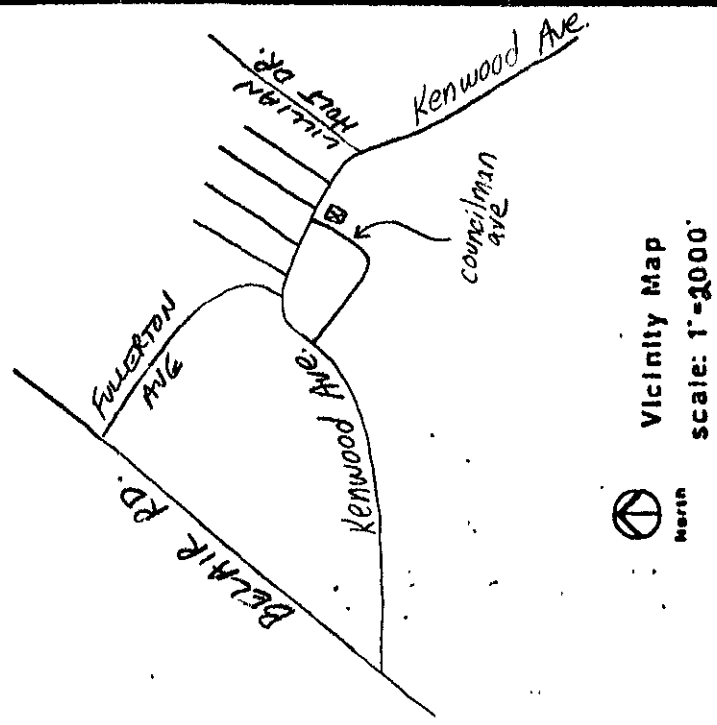 LILLIAN
HOLT DR.
Kenwood Ave.
councilman
ave
FULLERTON
AVE
Kenwood Ave.
BELAIR RD.
Vicinity Map
scale: 1"=2000'
North